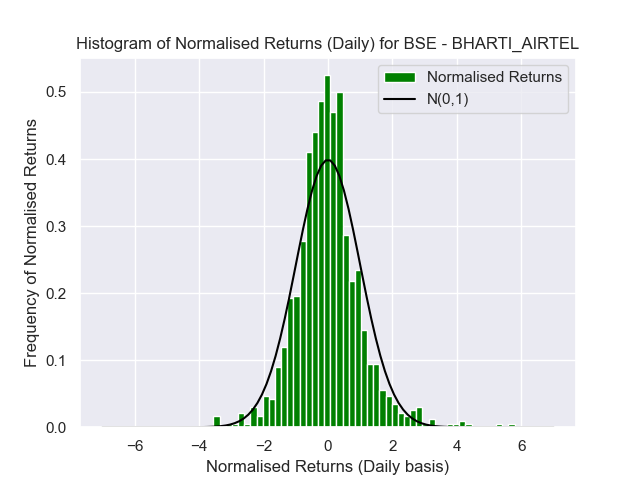 Histogram of Normalised Returns (Daily) for BSE - BHARTI_AIRTEL
Normalised Returns
N(0,1)
Frequency of Normalised Returns
0.5
0.4
0.3
0.2
0.1
0.0
−6 −4 −2 0 2 4 6
Normalised Returns (Daily basis)